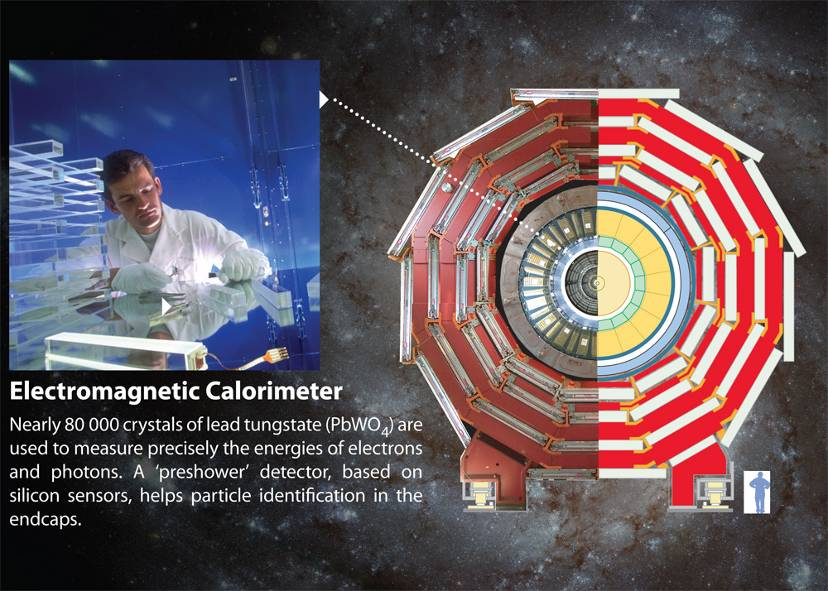 Electromagnetic Calorimeter
Nearly 80 000 crystals of lead tungstate (PbWO4) are
used to measure precisely the energies of electrons
and photons. A ‘preshower’ detector, based on
silicon sensors, helps particle identification in the
endcaps.